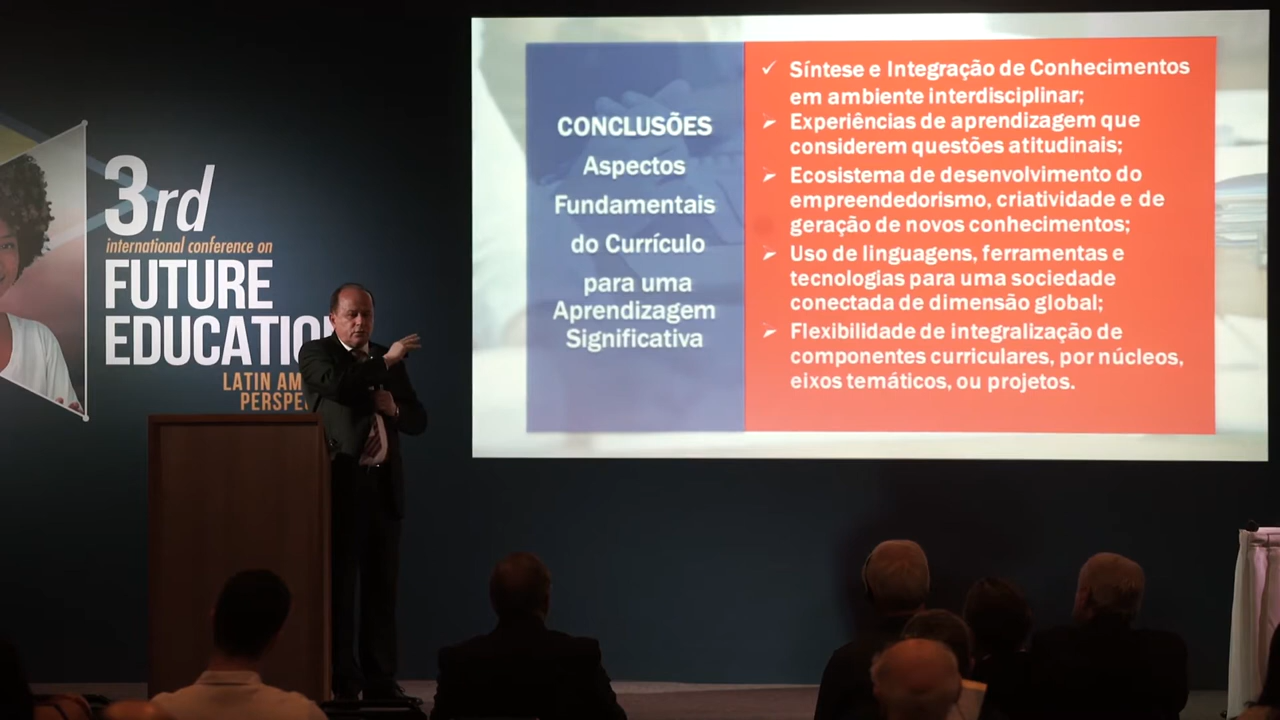 3rd
international conference on
FUTURE
EDUCATIO
LATIN AM
PERSPE
CONCLUSÕES
Aspectos
Fundamentais
do Currículo
para uma
Aprendizagem
Significativa
✓ Síntese e Integração de Conhecimentos
em ambiente interdisciplinar;
➢ Experiências de aprendizagem que
considerem questões atitudinais;
➢ Ecosistema de desenvolvimento do
empreendedorismo, criatividade e de
geração de novos conhecimentos;
➢ Uso de linguagens, ferramentas e
tecnologias para uma sociedade
conectada de dimensão global;
➢ Flexibilidade de integralização de
componentes curriculares, por núcleos,
eixos temáticos, ou projetos.